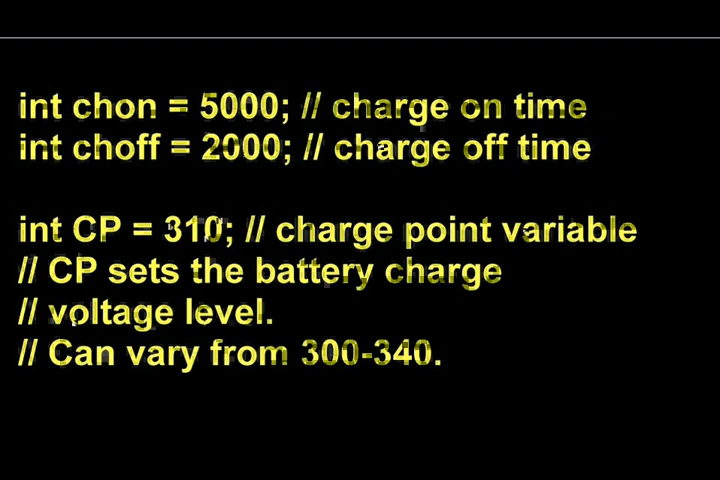 int chon = 5000; // charge on time
int choff = 2000; // charge off time
int CP = 310; // charge point variable
// CP sets the battery charge
// voltage level.
// Can vary from 300-340.